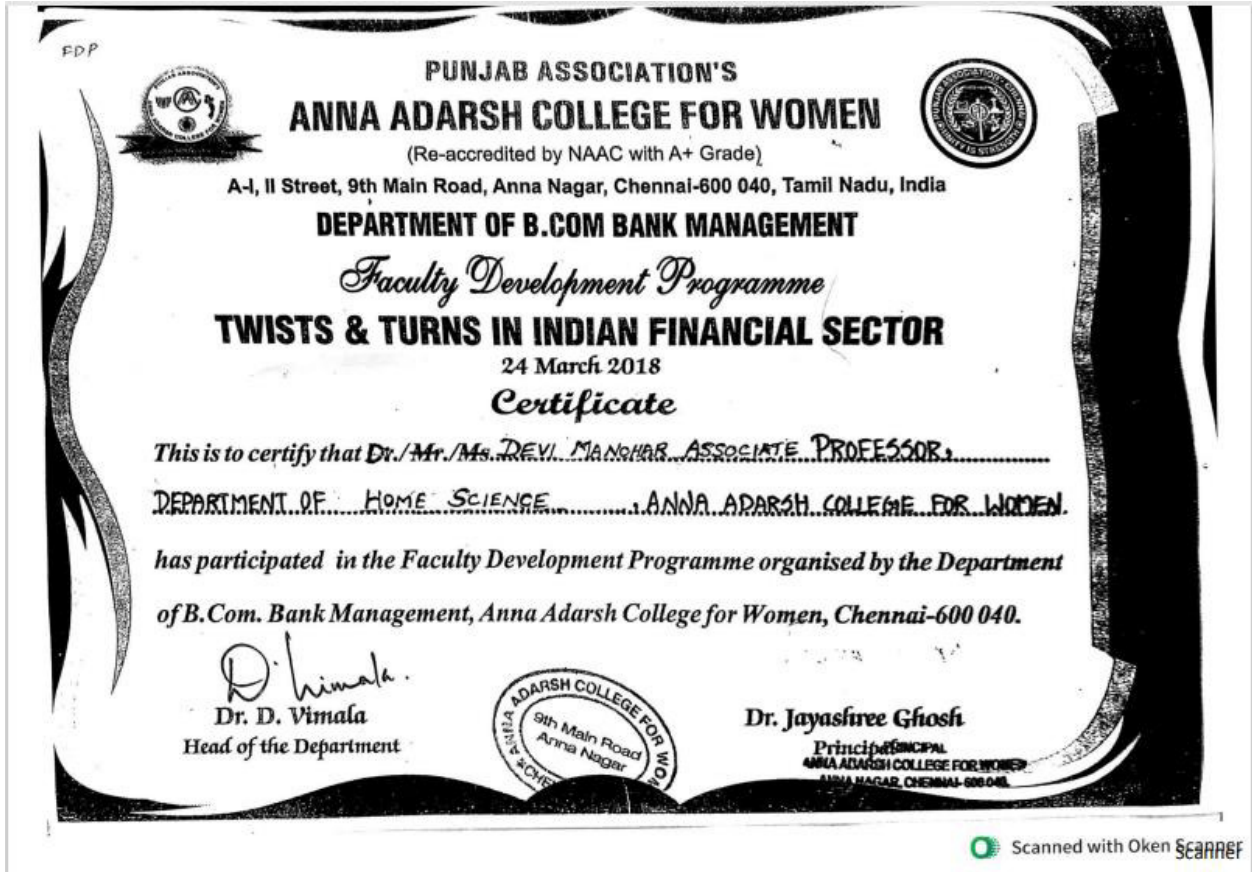 FDP
PUNJAB ASSOCIATION'S
ANNA ADARSH COLLEGE FOR WOMEN
(Re-accredited by NAAC with A+ Grade)
A-I, II Street, 9th Main Road, Anna Nagar, Chennai-600 040, Tamil Nadu, India
DEPARTMENT OF B.COM BANK MANAGEMENT
Faculty Development Programme
TWISTS & TURNS IN INDIAN FINANCIAL SECTOR
24 March 2018
Certificate
This is to certify that Dr./Mr./Ms. DEVI MANOHAR ASSOCIATE PROFESSOR,
DEPARTMENT OF HOME SCIENCE, ANNA ADARSH COLLEGE FOR WOMEN.
has participated in the Faculty Development Programme organised by the Department
of B.Com. Bank Management, Anna Adarsh College for Women, Chennai-600 040.
D. Vimala.
Dr. D. Vimala
Head of the Department
ADARSH COLLEGE FOR WOM
9th Main Road
Anna Nagar
Dr. Jayashree Ghosh
Principal
PRINCIPAL
ANNA ADARSH COLLEGE FOR WOMEN
ANNA NAGAR, CHENNAI- 600 040.
1
Scanned with Oken Scanner
Scanner